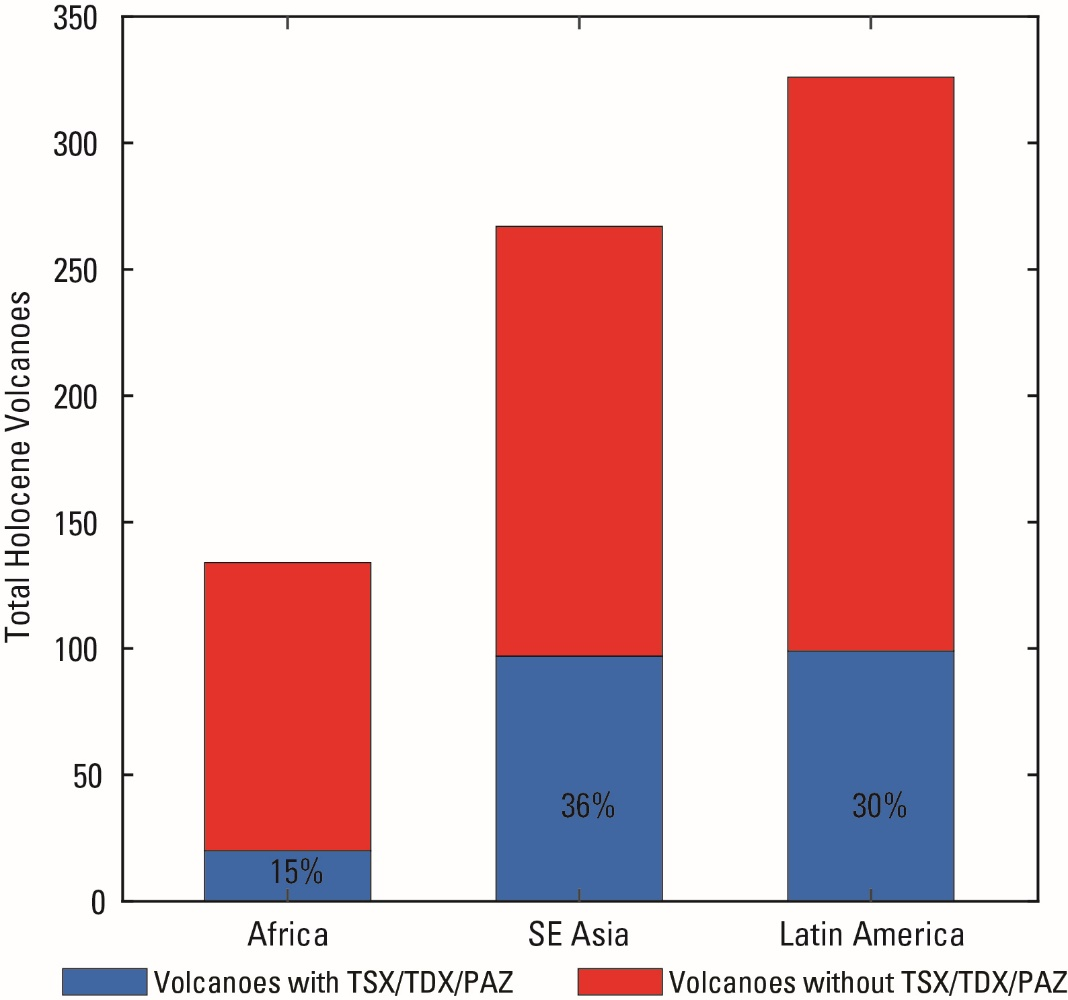 350
300
250
200
150
100
50
0
Total Holocene Volcanoes
15%
36%
30%
Africa
SE Asia
Latin America
Volcanoes with TSX/TDX/PAZ
Volcanoes without TSX/TDX/PAZ